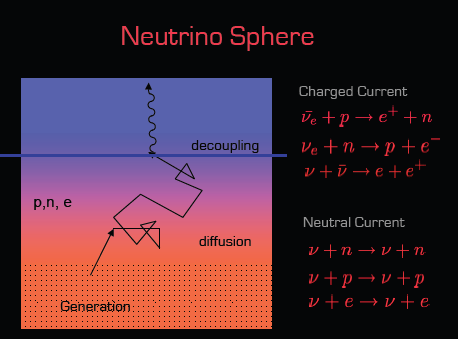 Neutrino Sphere
decoupling
p,n, e
diffusion
Generation
Charged Current
ν̄ₑ + p → e⁺ + n
νₑ + n → p + e⁻
ν + ν̄ → e + e⁺
Neutral Current
ν + n → ν + n
ν + p → ν + p
ν + e → ν + e